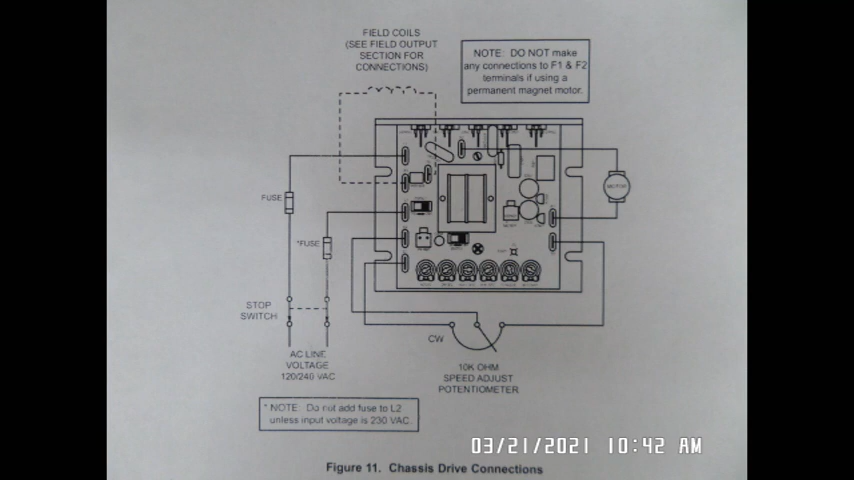 FIELD COILS
(SEE FIELD OUTPUT
SECTION FOR
CONNECTIONS)
NOTE: DO NOT make
any connections to F1 & F2
terminals if using a
permanent magnet motor.
MOTOR
FUSE
*FUSE
STOP
SWITCH
CW
AC LINE
VOLTAGE
120/240 VAC
10K OHM
SPEED ADJUST
POTENTIOMETER
* NOTE: Do not add fuse to L2
unless input voltage is 230 VAC.
03/21/2021 10:42 AM
Figure 11. Chassis Drive Connections